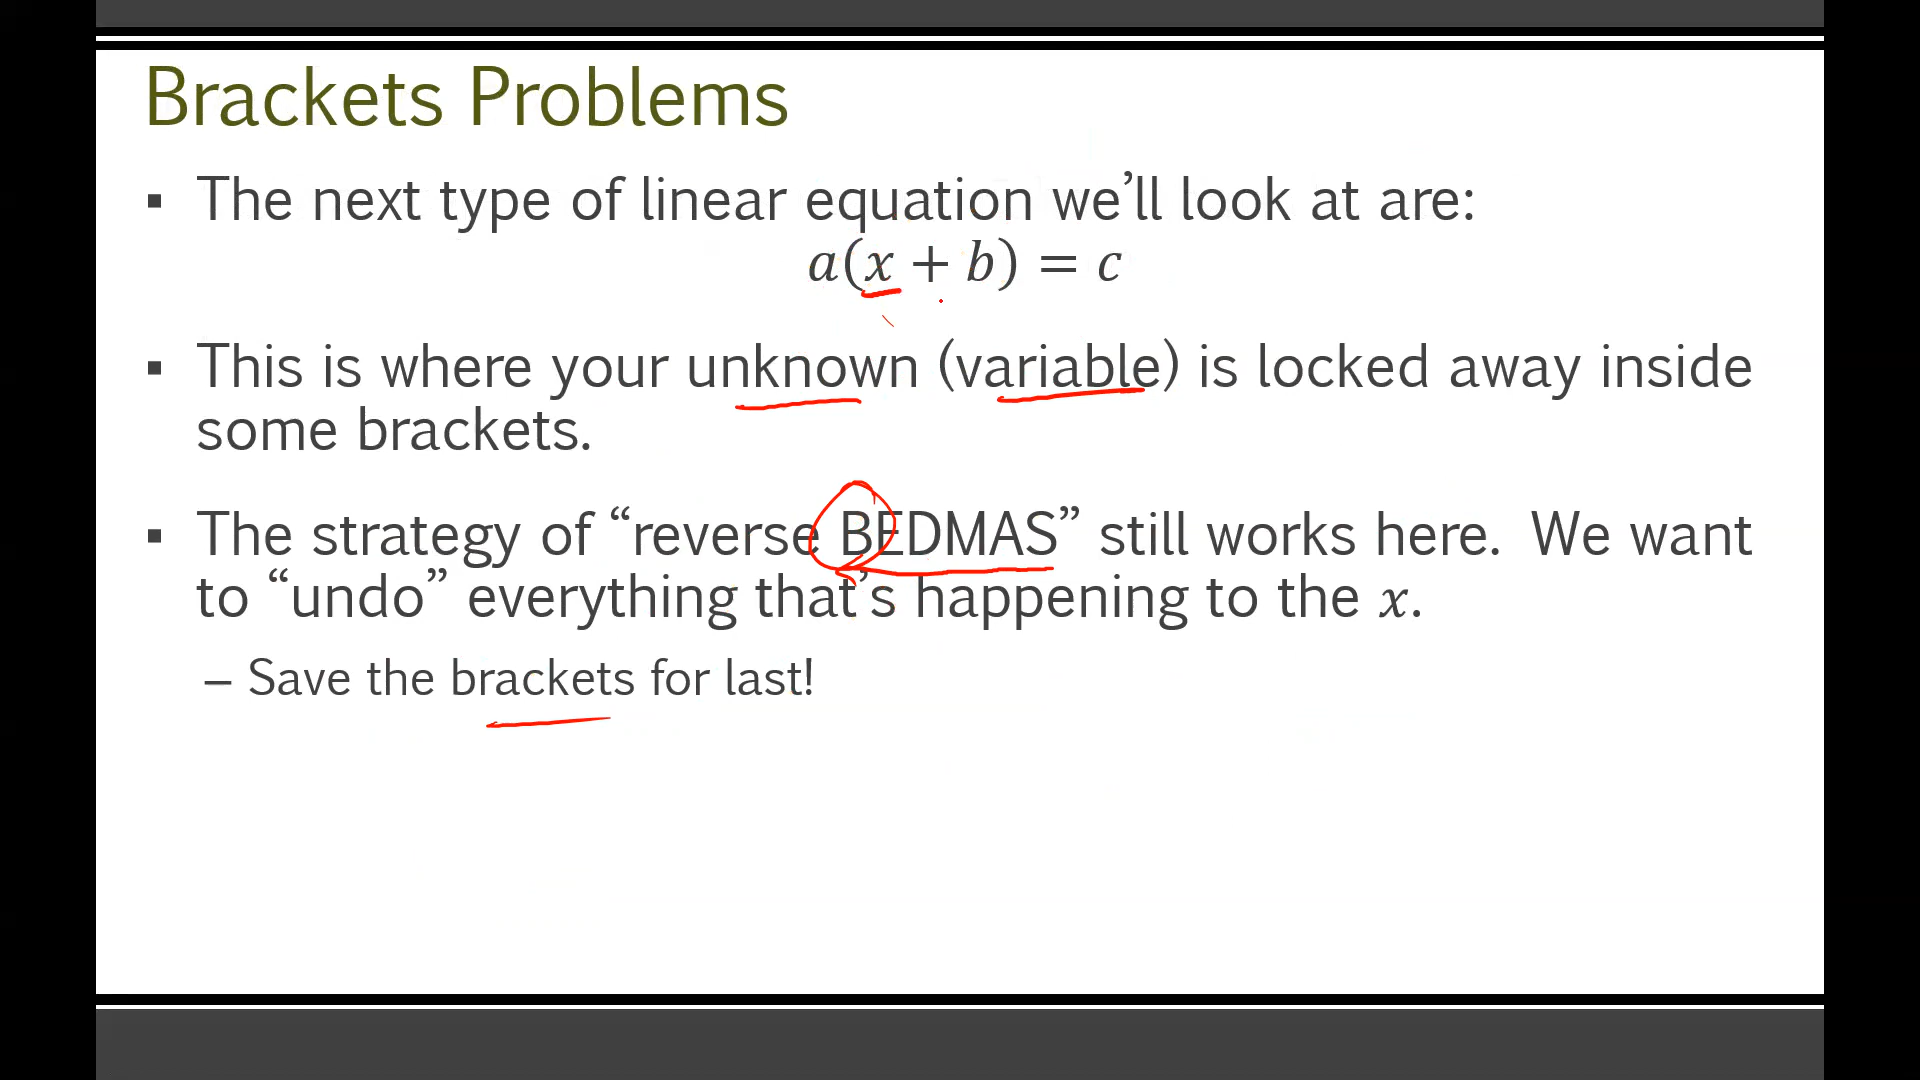 Brackets Problems
▪ The next type of linear equation we’ll look at are:
a(x + b) = c
▪ This is where your unknown (variable) is locked away inside
some brackets.
▪ The strategy of “reverse BEDMAS” still works here. We want
to “undo” everything that’s happening to the x.
– Save the brackets for last!